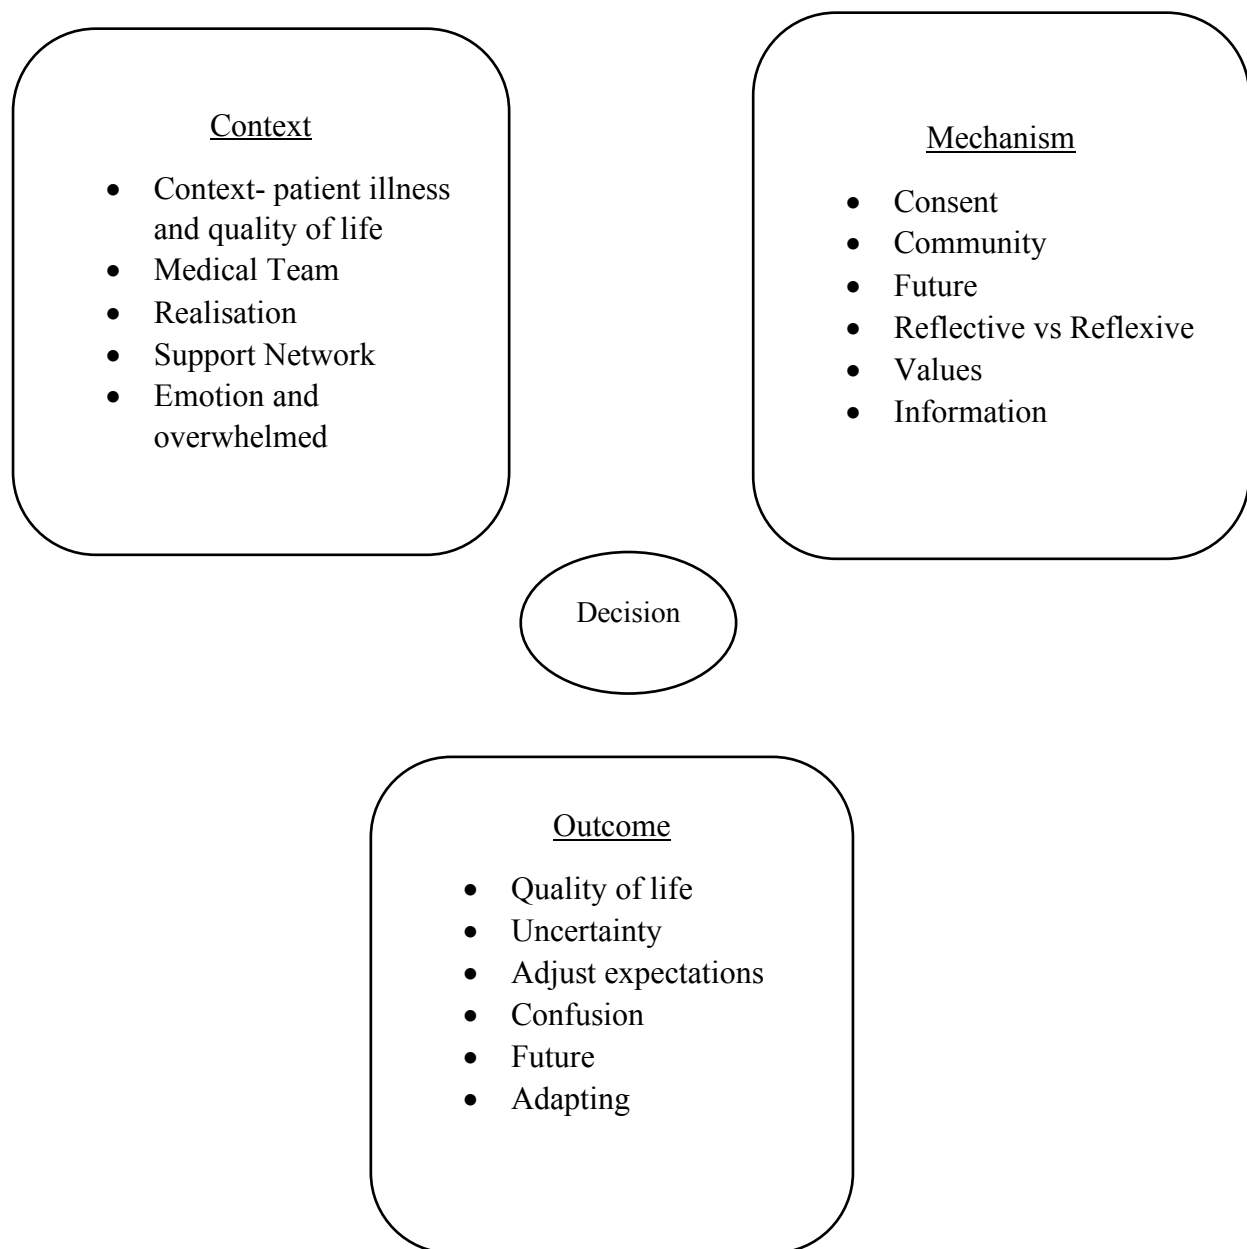 Context
• Context- patient illness
and quality of life
• Medical Team
• Realisation
• Support Network
• Emotion and
overwhelmed
Mechanism
• Consent
• Community
• Future
• Reflective vs Reflexive
• Values
• Information
Decision
Outcome
• Quality of life
• Uncertainty
• Adjust expectations
• Confusion
• Future
• Adapting